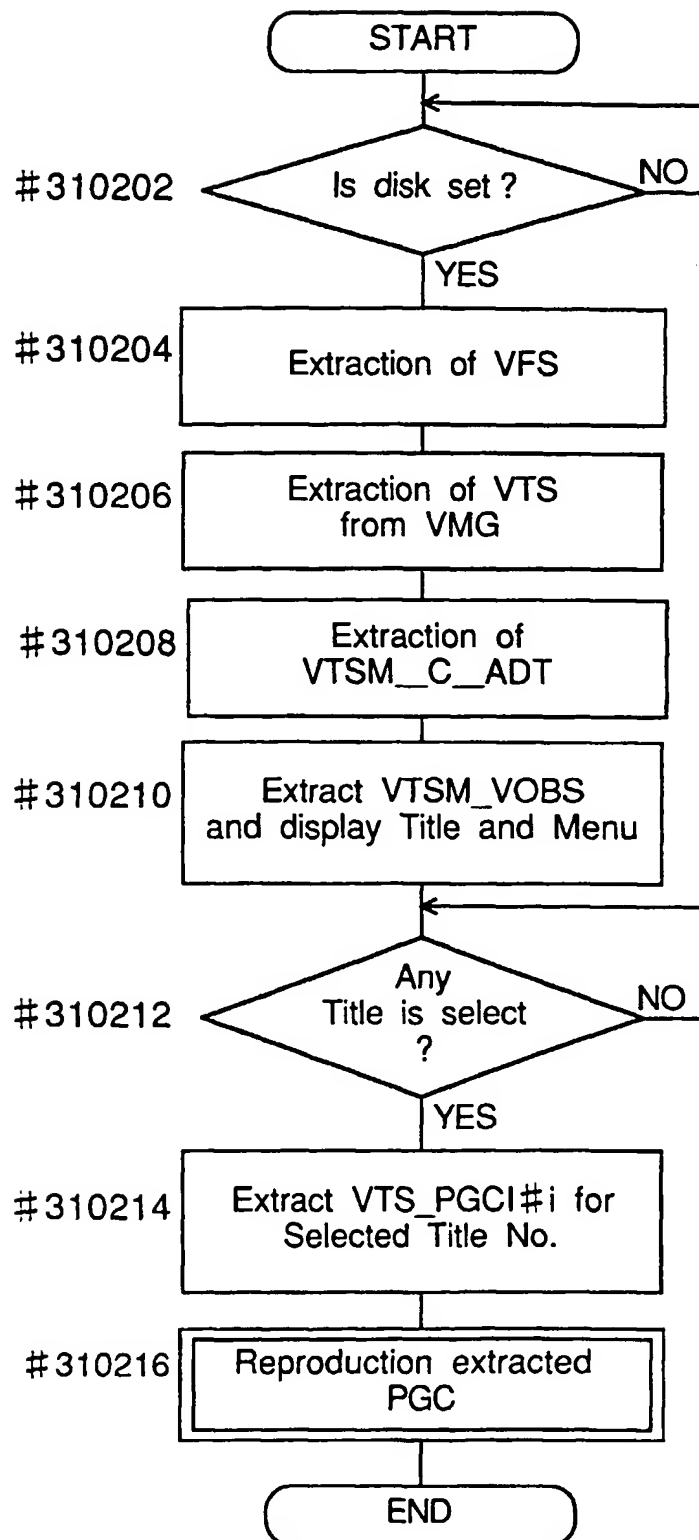 START
#310202
Is disk set ?
NO
YES
#310204
Extraction of VFS
#310206
Extraction of VTS
from VMG
#310208
Extraction of
VTSM__C__ADT
#310210
Extract VTSM_VOBS
and display Title and Menu
#310212
Any
Title is select
?
NO
YES
#310214
Extract VTS_PGCI#i for
Selected Title No.
#310216
Reproduction extracted
PGC
END